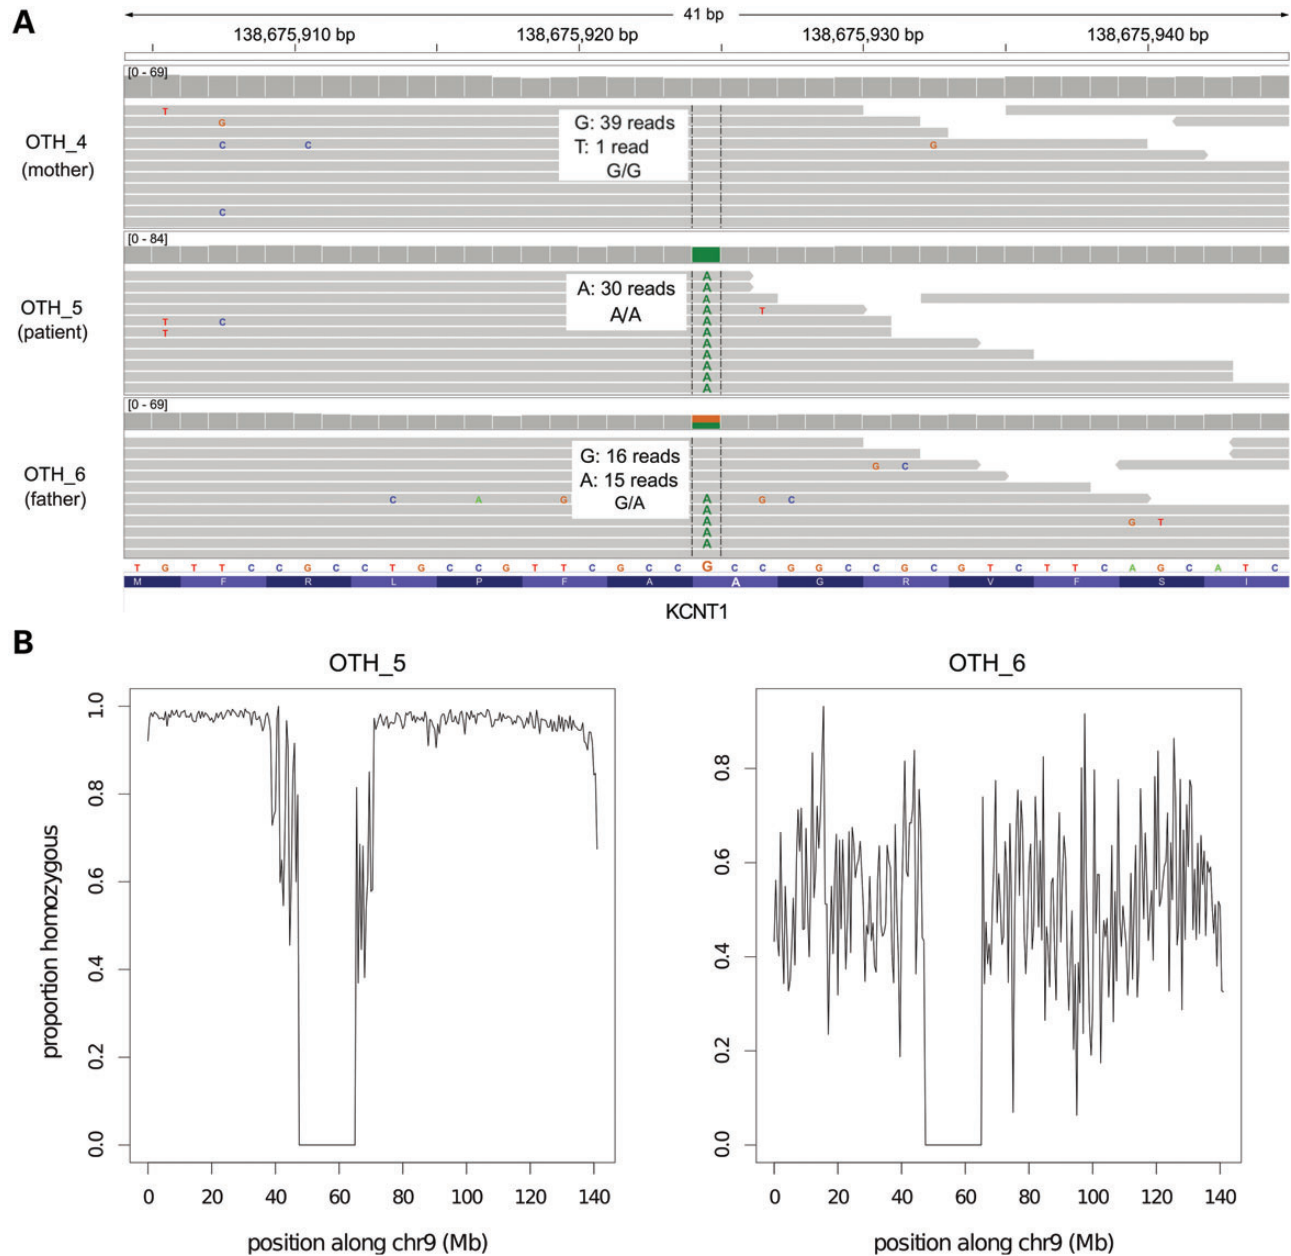 A
41 bp
138,675,910 bp 138,675,920 bp 138,675,930 bp 138,675,940 bp
[0 - 69]
T
G
C C G
C
OTH_4
(mother)
G: 39 reads
T: 1 read
G/G
[0 - 84]
A
A
A
A T
T C A
T A
A
A
A
A
A
OTH_5
(patient)
A: 30 reads
A/A
[0 - 69]
G C
C A G A G C
A
A G T
A
A
OTH_6
(father)
G: 16 reads
A: 15 reads
G/A
T G T T C C G C C T G C C G T T C G C C G C C G G C C G C G T C T T C A G C A T C
M F R L P F A A G R V F S I
KCNT1
B
OTH_5
proportion homozygous
1.0
0.8
0.6
0.4
0.2
0.0
0 20 40 60 80 100 120 140
position along chr9 (Mb)
OTH_6
0.8
0.6
0.4
0.2
0.0
0 20 40 60 80 100 120 140
position along chr9 (Mb)